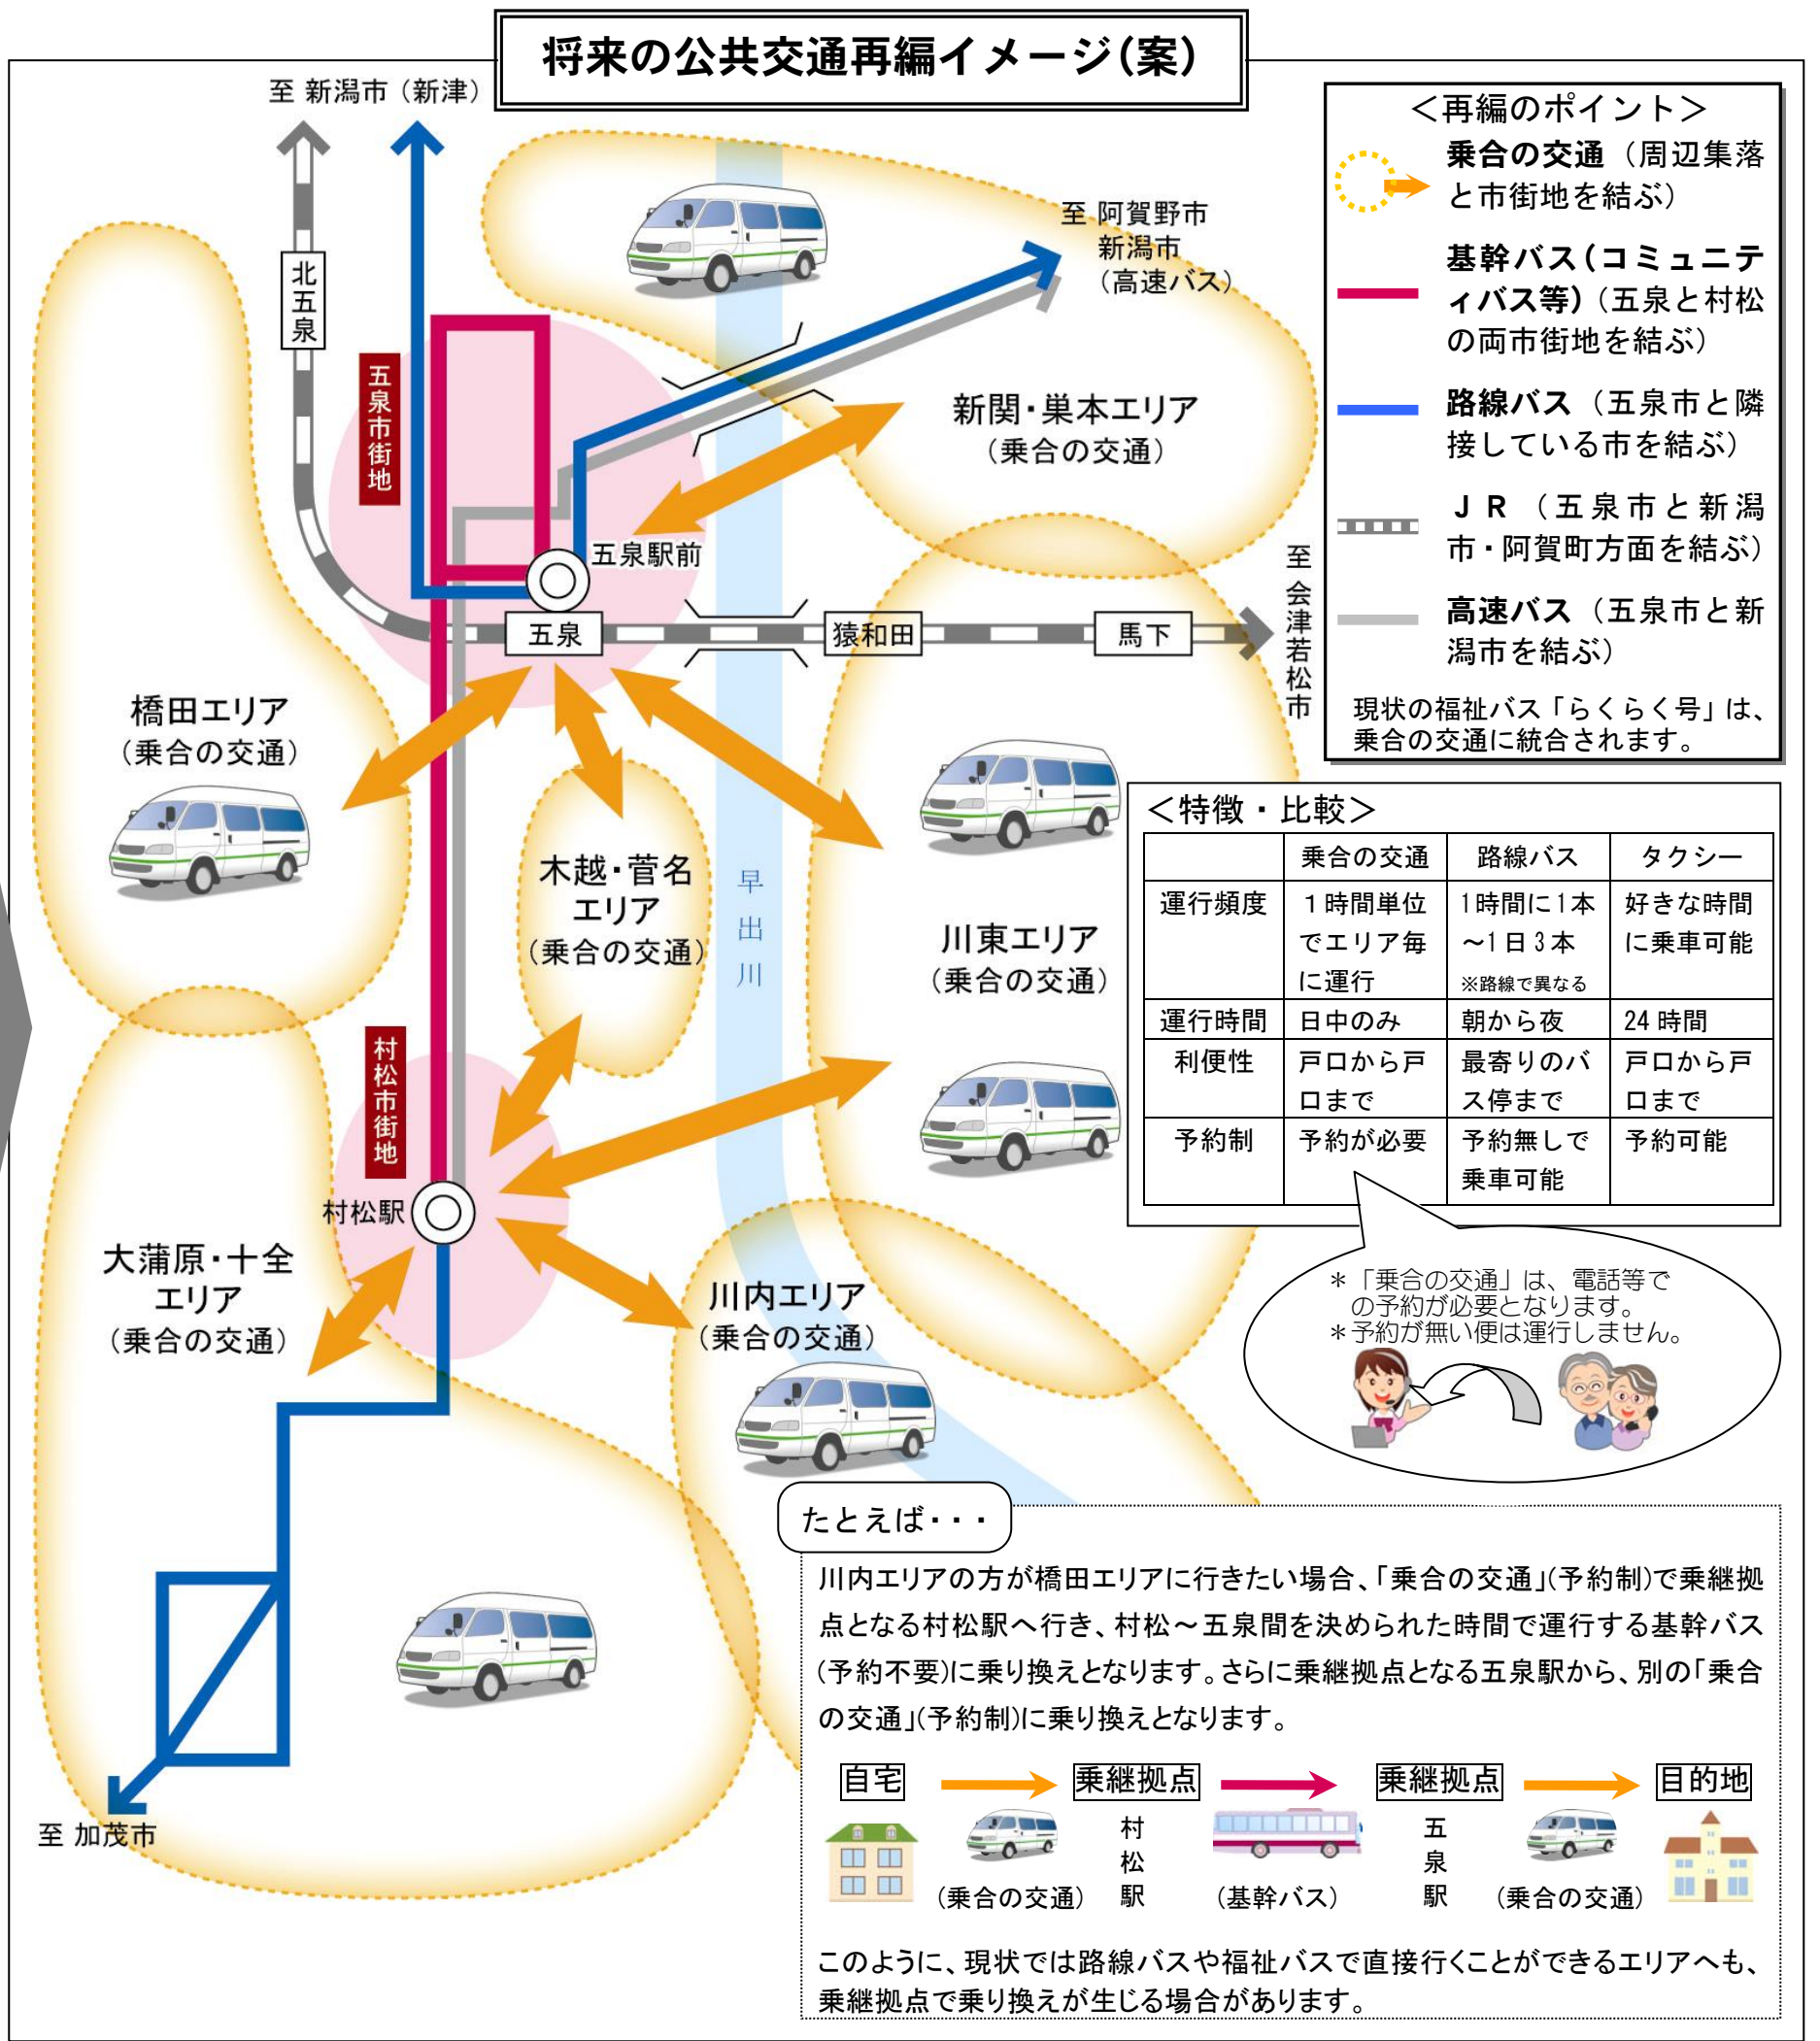 将来の公共交通再編イメージ(案)
至 新潟市（新津）
北五泉
五泉市街地
至 阿賀野市
新潟市
（高速バス）
新関・巣本エリア
（乗合の交通）
五泉駅前
五泉
猿和田
馬下
至 会津若松市
橋田エリア
（乗合の交通）
木越・菅名
エリア
（乗合の交通）
早出川
川東エリア
（乗合の交通）
村松市街地
村松駅
大蒲原・十全
エリア
（乗合の交通）
川内エリア
（乗合の交通）
至 加茂市
＜再編のポイント＞
乗合の交通（周辺集落
と市街地を結ぶ）
基幹バス(コミュニテ
ィバス等)（五泉と村松
の両市街地を結ぶ）
路線バス（五泉市と隣
接している市を結ぶ）
ＪＲ（五泉市と新潟
市・阿賀町方面を結ぶ）
高速バス（五泉市と新
潟市を結ぶ）
現状の福祉バス「らくらく号」は、
乗合の交通に統合されます。
＜特徴・比較＞
乗合の交通 路線バス タクシー
運行頻度 １時間単位 1時間に1本 好きな時間
でエリア毎 ～1日3本 に乗車可能
に運行 ※路線で異なる
運行時間 日中のみ 朝から夜 24時間
利便性 戸口から戸 最寄りのバ 戸口から戸
口まで ス停まで 口まで
予約制 予約が必要 予約無しで 予約可能
乗車可能
＊「乗合の交通」は、電話等で
の予約が必要となります。
＊予約が無い便は運行しません。
たとえば・・・
川内エリアの方が橋田エリアに行きたい場合、「乗合の交通」(予約制)で乗継拠
点となる村松駅へ行き、村松～五泉間を決められた時間で運行する基幹バス
(予約不要)に乗り換えとなります。さらに乗継拠点となる五泉駅から、別の「乗合
の交通」(予約制)に乗り換えとなります。
自宅 乗継拠点 乗継拠点 目的地
村松駅 五泉駅
（乗合の交通） （基幹バス） （乗合の交通）
このように、現状では路線バスや福祉バスで直接行くことができるエリアへも、
乗継拠点で乗り換えが生じる場合があります。